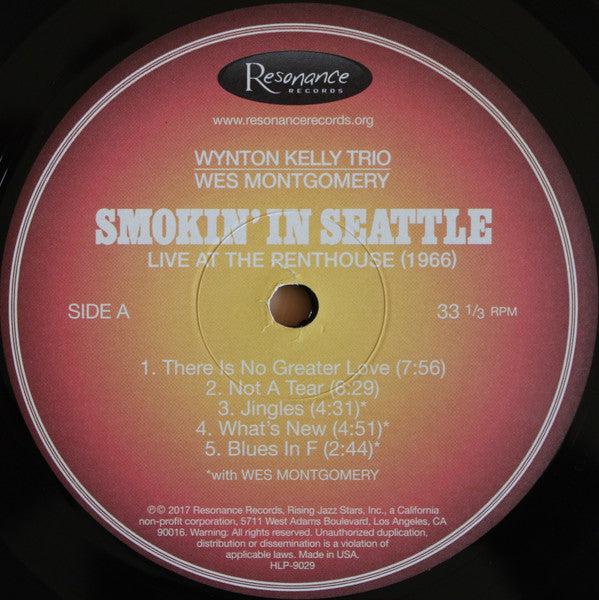 Resonance
RECORDS
www.resonancerecords.org
WYNTON KELLY TRIO
WES MONTGOMERY
SMOKIN' IN SEATTLE
LIVE AT THE PENTHOUSE (1966)
SIDE A
33 1/3 RPM
1. There Is No Greater Love (7:56)
2. Not A Tear (6:29)
3. Jingles (4:31)*
4. What's New (4:51)*
5. Blues In F (2:44)*
*with WES MONTGOMERY
℗© 2017 Resonance Records, Rising Jazz Stars, Inc., a California
non-profit corporation, 5711 West Adams Boulevard, Los Angeles, CA
90016. Warning: All rights reserved. Unauthorized duplication,
distribution or dissemination is a violation of
applicable laws. Made in USA.
HLP-9029